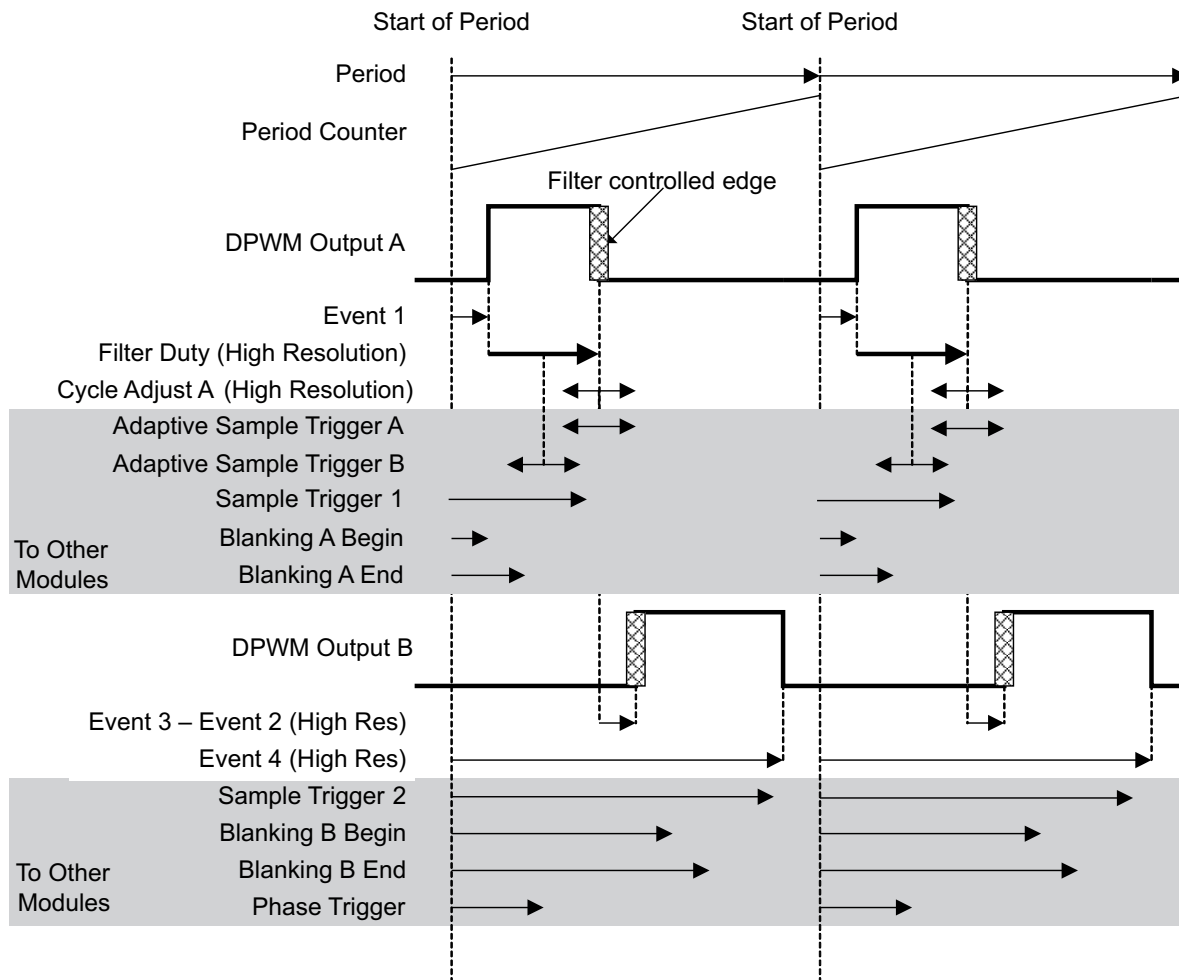 Start of Period
Start of Period
Period
Period Counter
Filter controlled edge
DPWM Output A
Event 1
Filter Duty (High Resolution)
Cycle Adjust A (High Resolution)
Adaptive Sample Trigger A
Adaptive Sample Trigger B
Sample Trigger 1
Blanking A Begin
To Other
Modules
Blanking A End
DPWM Output B
Event 3 – Event 2 (High Res)
Event 4 (High Res)
Sample Trigger 2
Blanking B Begin
Blanking B End
To Other
Modules
Phase Trigger